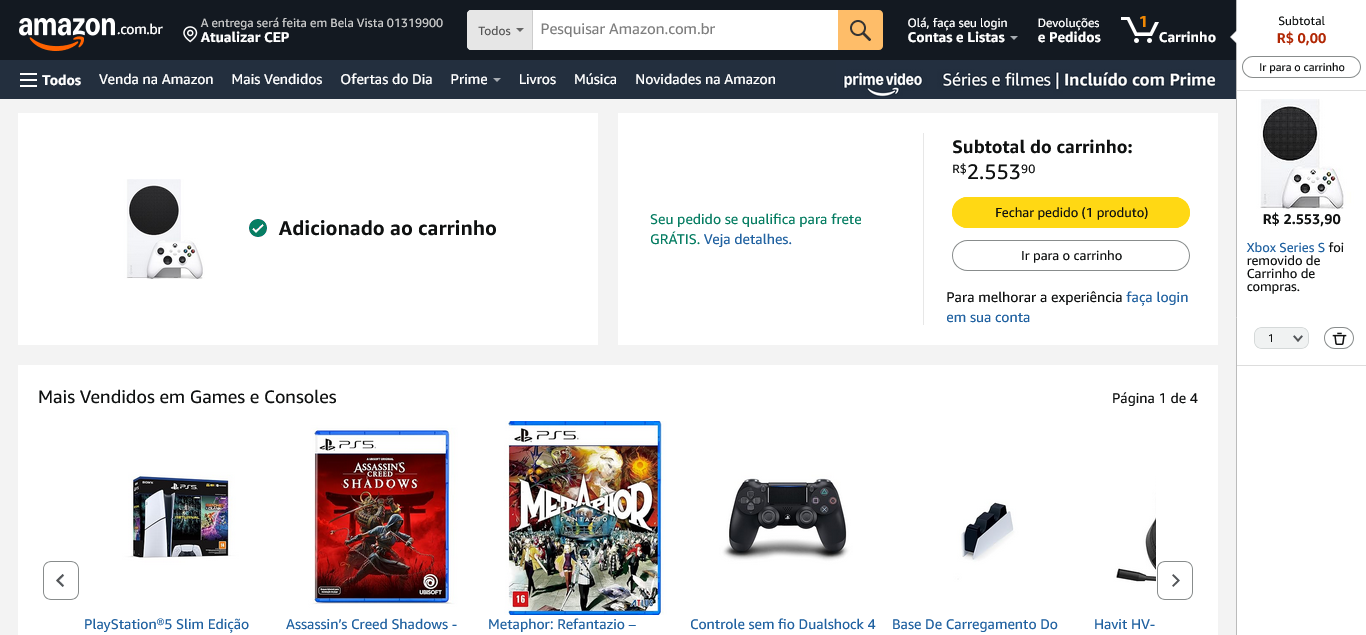 amazon.com.br
A entrega será feita em Bela Vista 01319900
Atualizar CEP
Todos
Pesquisar Amazon.com.br
Olá, faça seu login
Contas e Listas
Devoluções
e Pedidos
1
Carrinho
Subtotal
R$ 0,00
Ir para o carrinho
Todos
Venda na Amazon
Mais Vendidos
Ofertas do Dia
Prime
Livros
Música
Novidades na Amazon
prime video
Séries e filmes | Incluído com Prime
Adicionado ao carrinho
Seu pedido se qualifica para frete
GRÁTIS. Veja detalhes.
Subtotal do carrinho:
R$2.55390
Fechar pedido (1 produto)
Ir para o carrinho
Para melhorar a experiência faça login
em sua conta
R$ 2.553,90
Xbox Series S foi
removido de
Carrinho de
compras.
1
Mais Vendidos em Games e Consoles
Página 1 de 4
PS5
PS5
ASSASSIN'S
CREED
SHADOWS
UBISOFT
PS5
METAPHOR
REFANTAZIO
16
ATLUS
PlayStation®5 Slim Edição
Assassin's Creed Shadows -
Metaphor: Refantazio –
Controle sem fio Dualshock 4
Base De Carregamento Do
Havit HV-